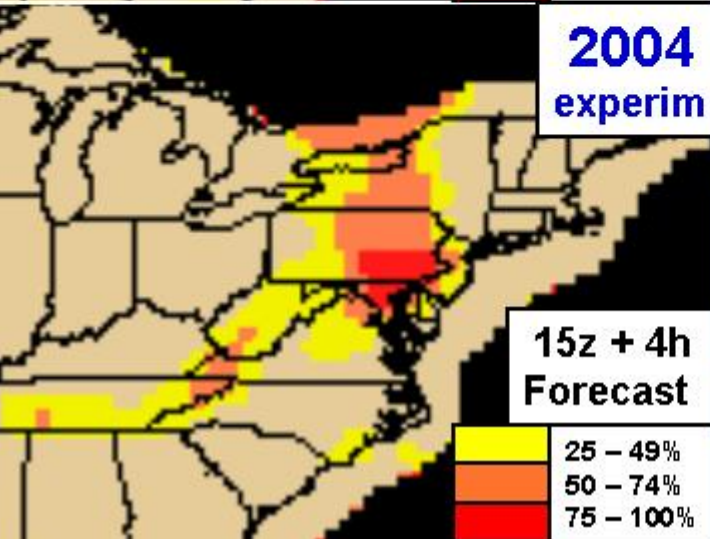 2004
experim
15z + 4h
Forecast
25 – 49%
50 – 74%
75 – 100%